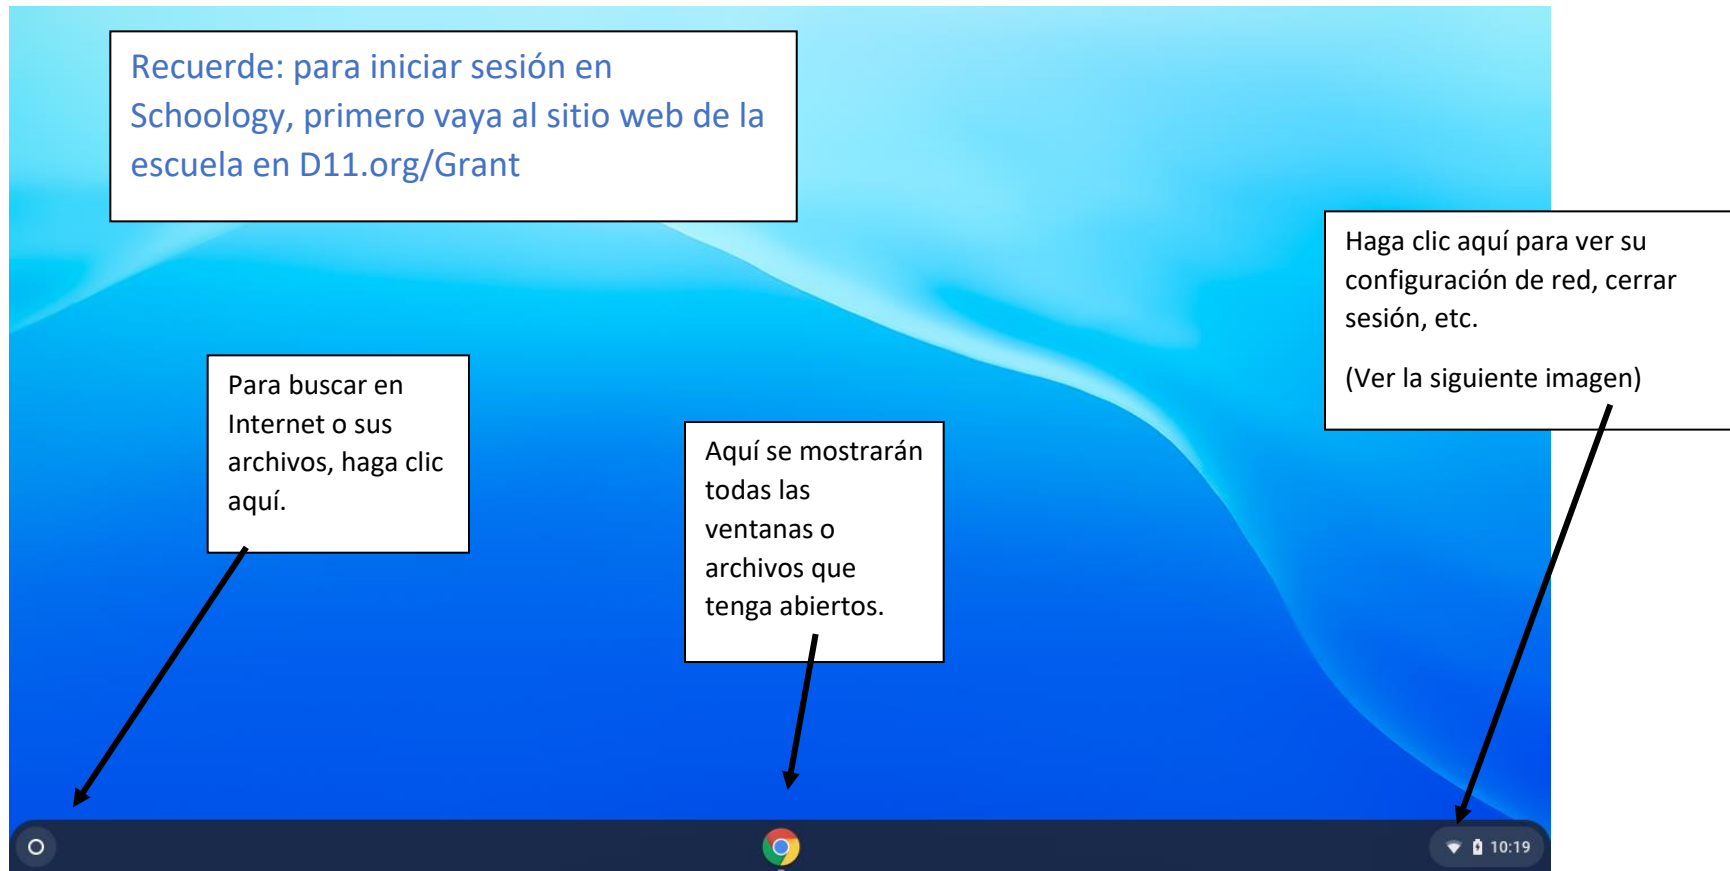 Recuerde: para iniciar sesión en
Schoology, primero vaya al sitio web de la
escuela en D11.org/Grant
Haga clic aquí para ver su
configuración de red, cerrar
sesión, etc.
(Ver la siguiente imagen)
Para buscar en
Internet o sus
archivos, haga clic
aquí.
Aquí se mostrarán
todas las
ventanas o
archivos que
tenga abiertos.
10:19